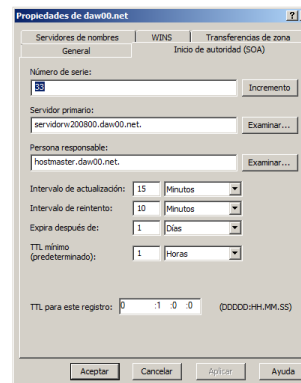 Propiedades de daw00.net
Servidores de nombres WINS Transferencias de zona
General Inicio de autoridad (SOA)
Número de serie:
33 Incremento
Servidor primario:
servidorw200800.daw00.net. Examinar...
Persona responsable:
hostmaster.daw00.net. Examinar...
Intervalo de actualización: 15 Minutos
Intervalo de reintento: 10 Minutos
Expira después de: 1 Días
TTL mínimo
(predeterminado): 1 Horas
TTL para este registro: 0 :1 :0 :0 (DDDDD:HH.MM.SS)
Aceptar Cancelar Aplicar Ayuda